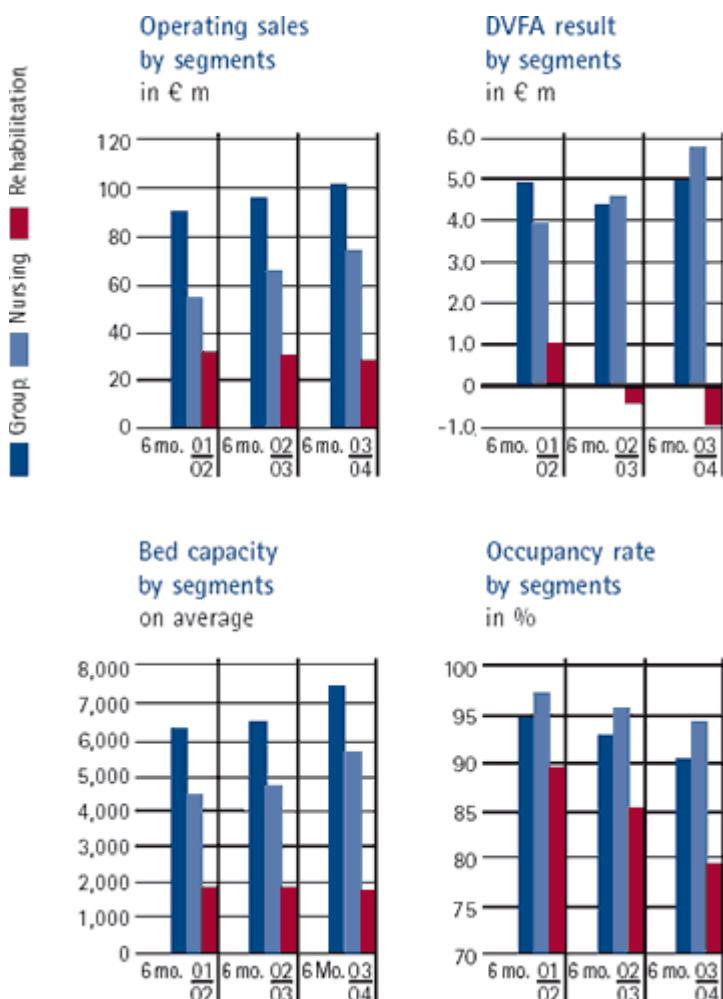 Group
Nursing
Rehabilitation
Operating sales
by segments
in € m
120
100
80
60
40
20
0
6 mo. 01
02
6 mo. 02
03
6 mo. 03
04
DVFA result
by segments
in € m
6.0
5.0
4.0
3.0
2.0
1.0
0
-1.0
6 mo. 01
02
6 mo. 02
03
6 mo. 03
04
Bed capacity
by segments
on average
8,000
7,000
6,000
5,000
4,000
3,000
2,000
1,000
0
6 mo. 01
02
6 mo. 02
03
6 Mo. 03
04
Occupancy rate
by segments
in %
100
95
90
85
80
75
70
6 mo. 01
02
6 mo. 02
03
6 mo. 03
04